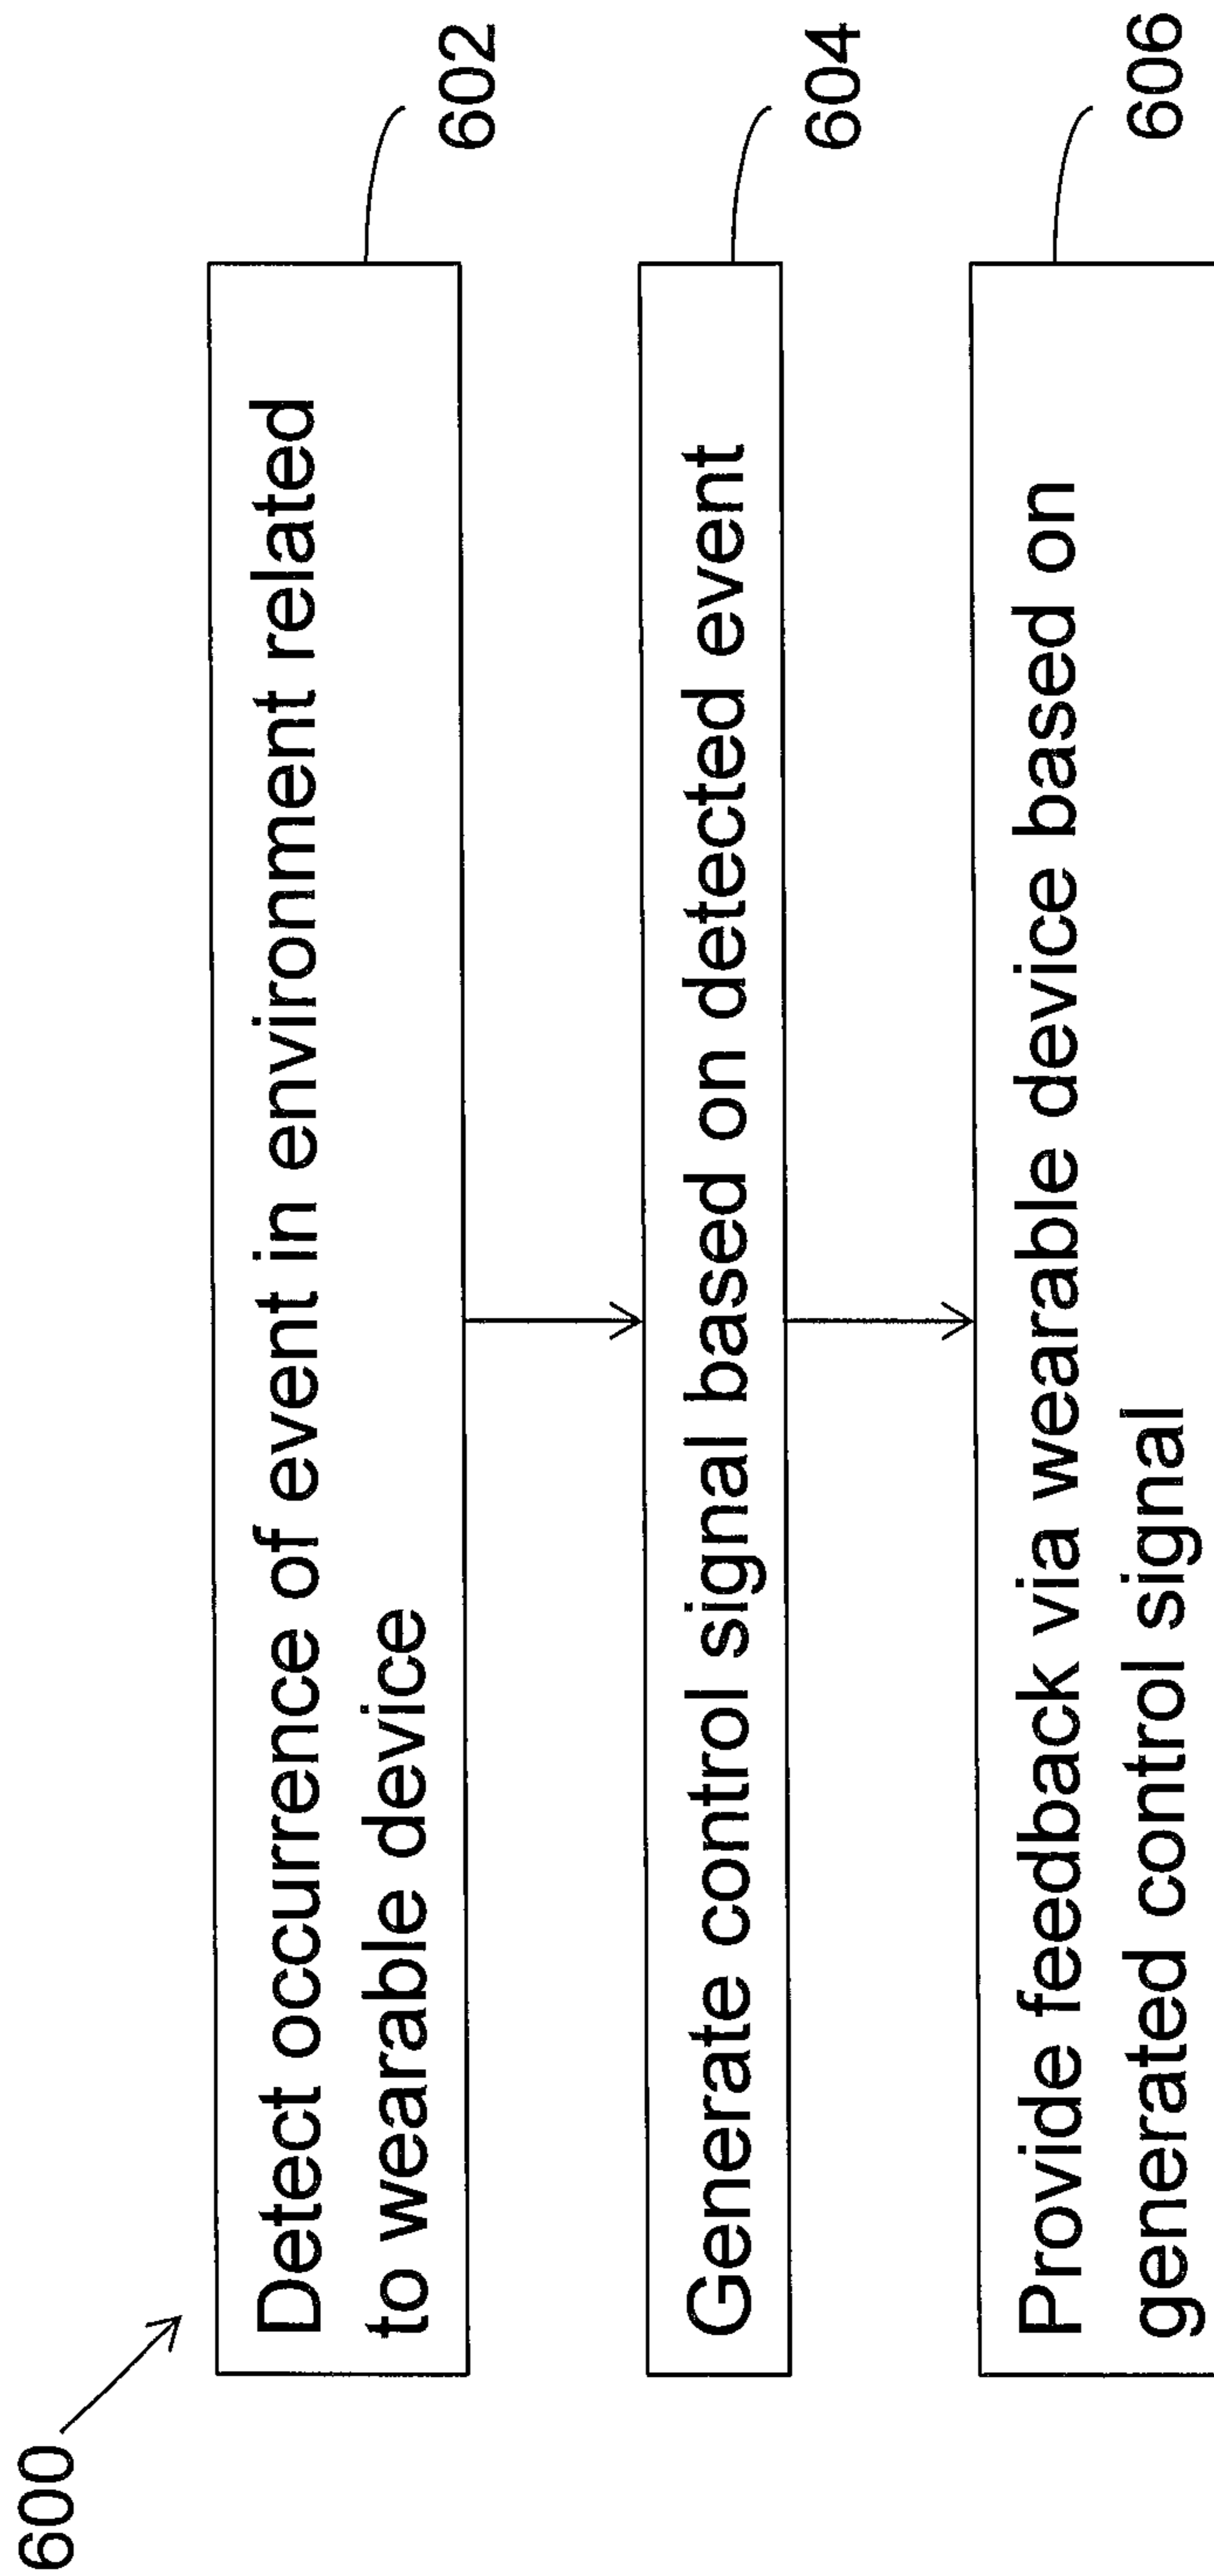 600
Detect occurrence of event in environment related
to wearable device
602
Generate control signal based on detected event
604
Provide feedback via wearable device based on
generated control signal
606